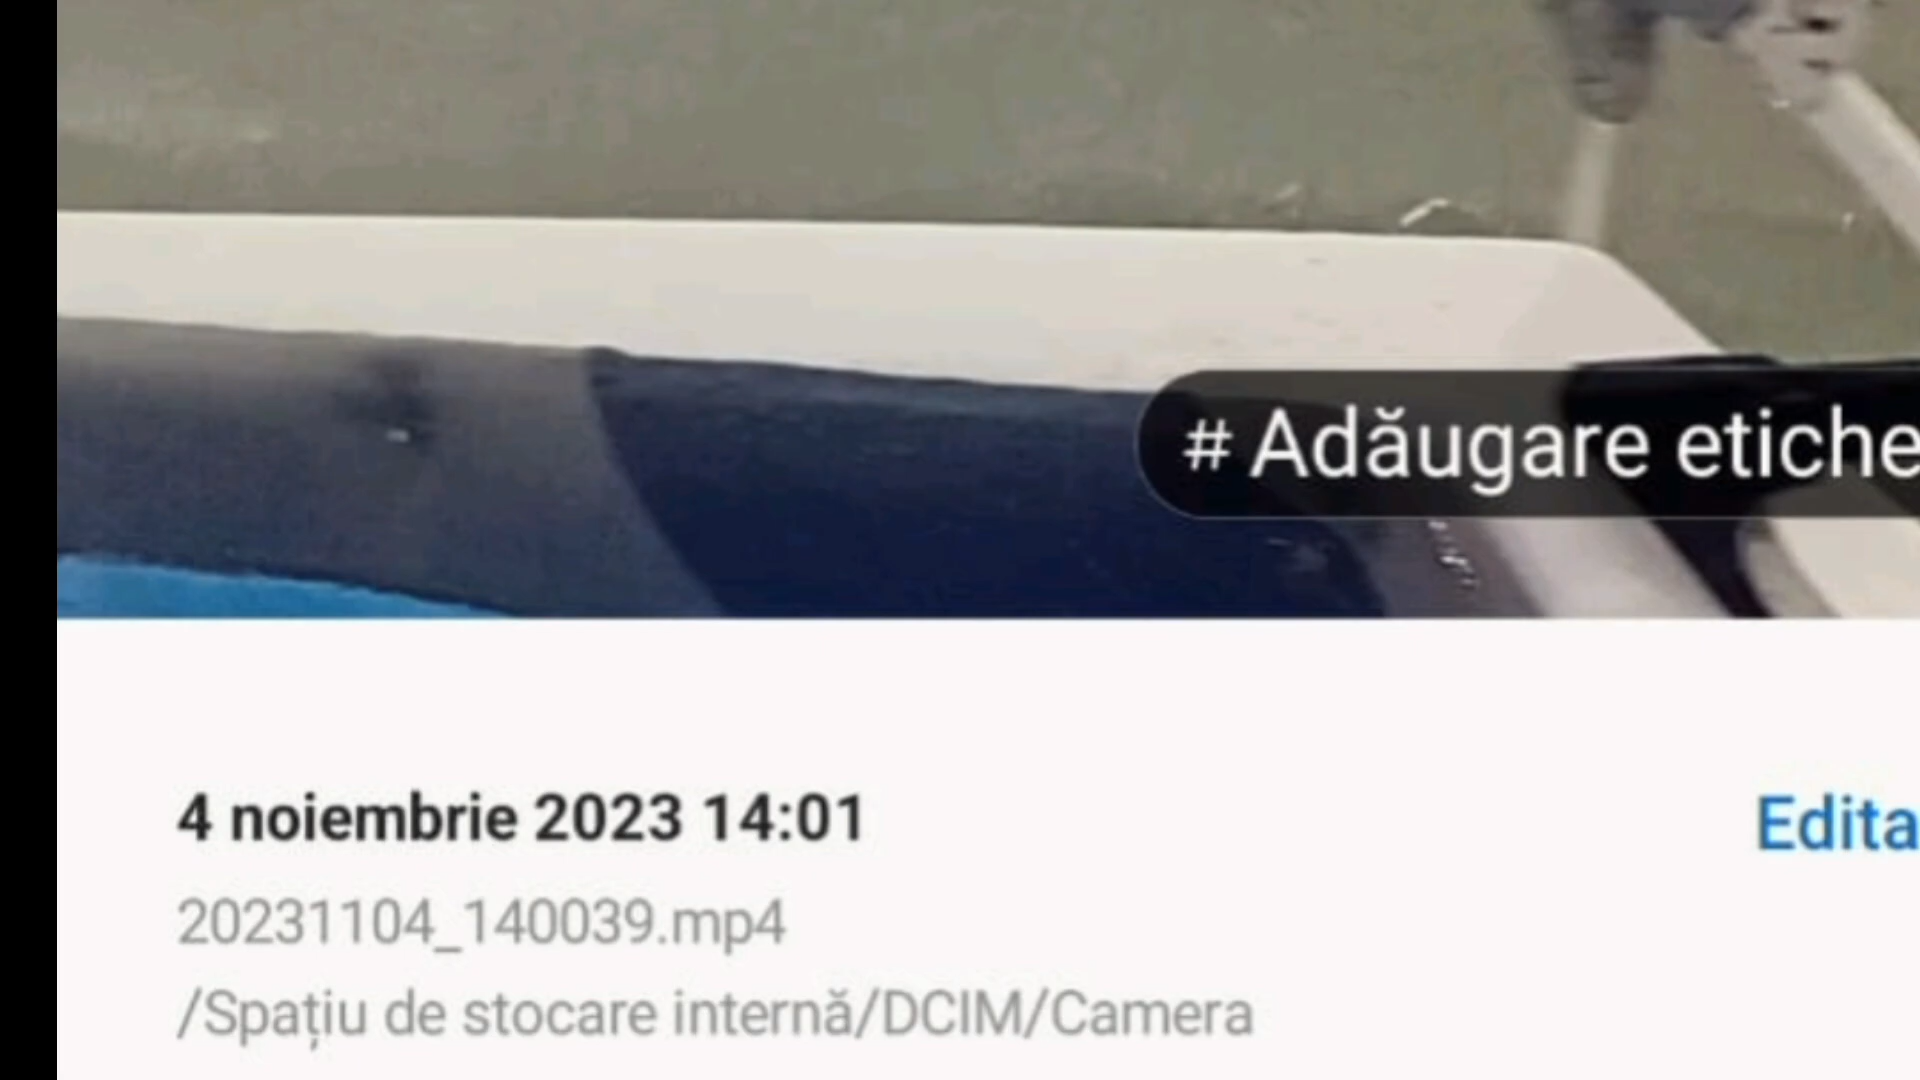 # Adăugare etiche
4 noiembrie 2023 14:01
Edita
20231104_140039.mp4
/Spațiu de stocare internă/DCIM/Camera